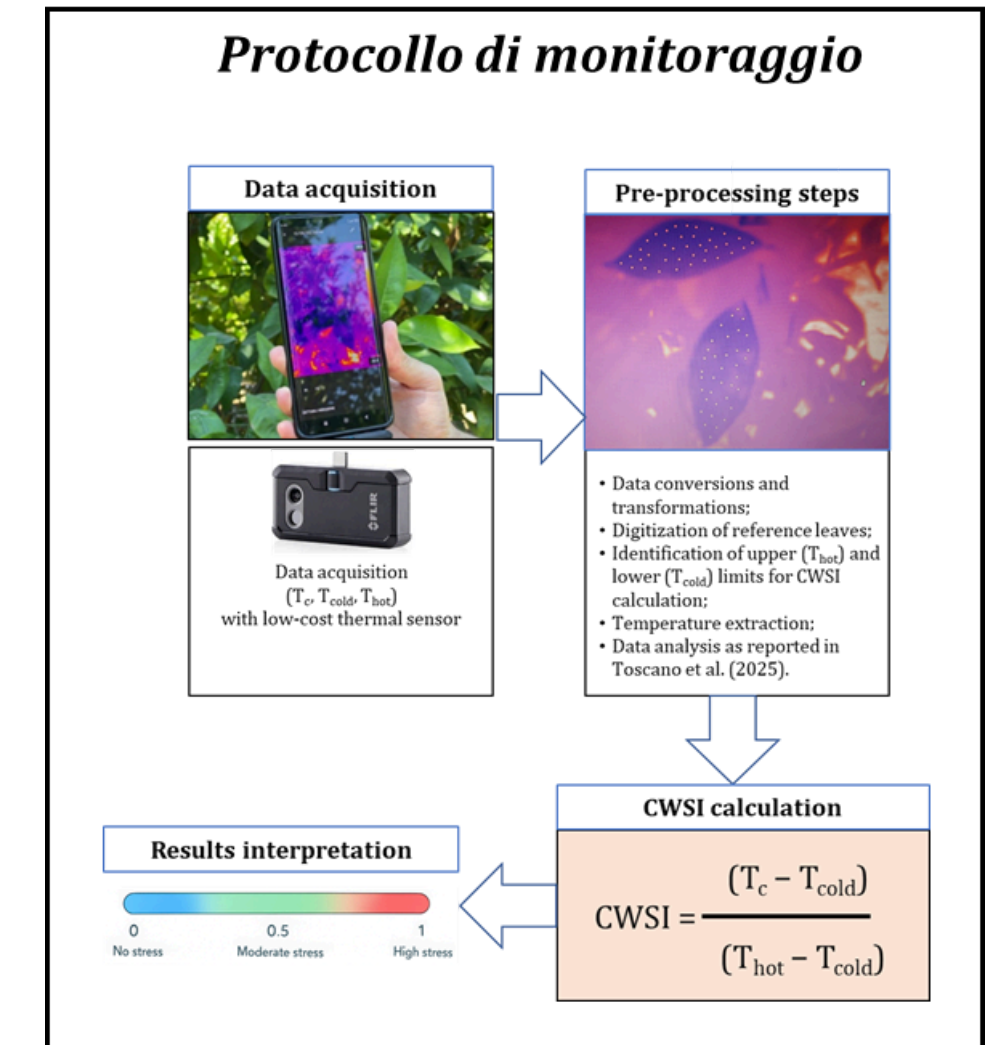 Protocollo di monitoraggio
Data acquisition
FLIR
Data acquisition
(Tc, Tcold, Thot)
with low-cost thermal sensor
Pre-processing steps
• Data conversions and
transformations;
• Digitization of reference leaves;
• Identification of upper (Thot) and
lower (Tcold) limits for CWSI
calculation;
• Temperature extraction;
• Data analysis as reported in
Toscano et al. (2025).
CWSI calculation
CWSI = (Tc – Tcold)
(Thot – Tcold)
Results interpretation
0 0.5 1
No stress Moderate stress High stress